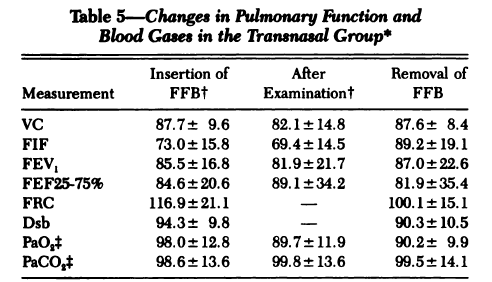 Table 5—Changes in Pulmonary Function and
Blood Gases in the Transnasal Group*
Insertion of After Removal of
Measurement FFB† Examination† FFB
VC 87.7± 9.6 82.1±14.8 87.6± 8.4
FIF 73.0±15.8 69.4±14.5 89.2±19.1
FEV₁ 85.5±16.8 81.9±21.7 87.0±22.6
FEF25-75% 84.6±20.6 89.1±34.2 81.9±35.4
FRC 116.9±21.1 — 100.1±15.1
Dsb 94.3± 9.8 — 90.3±10.5
PaO₂‡ 98.0±12.8 89.7±11.9 90.2± 9.9
PaCO₂‡ 98.6±13.6 99.8±13.6 99.5±14.1